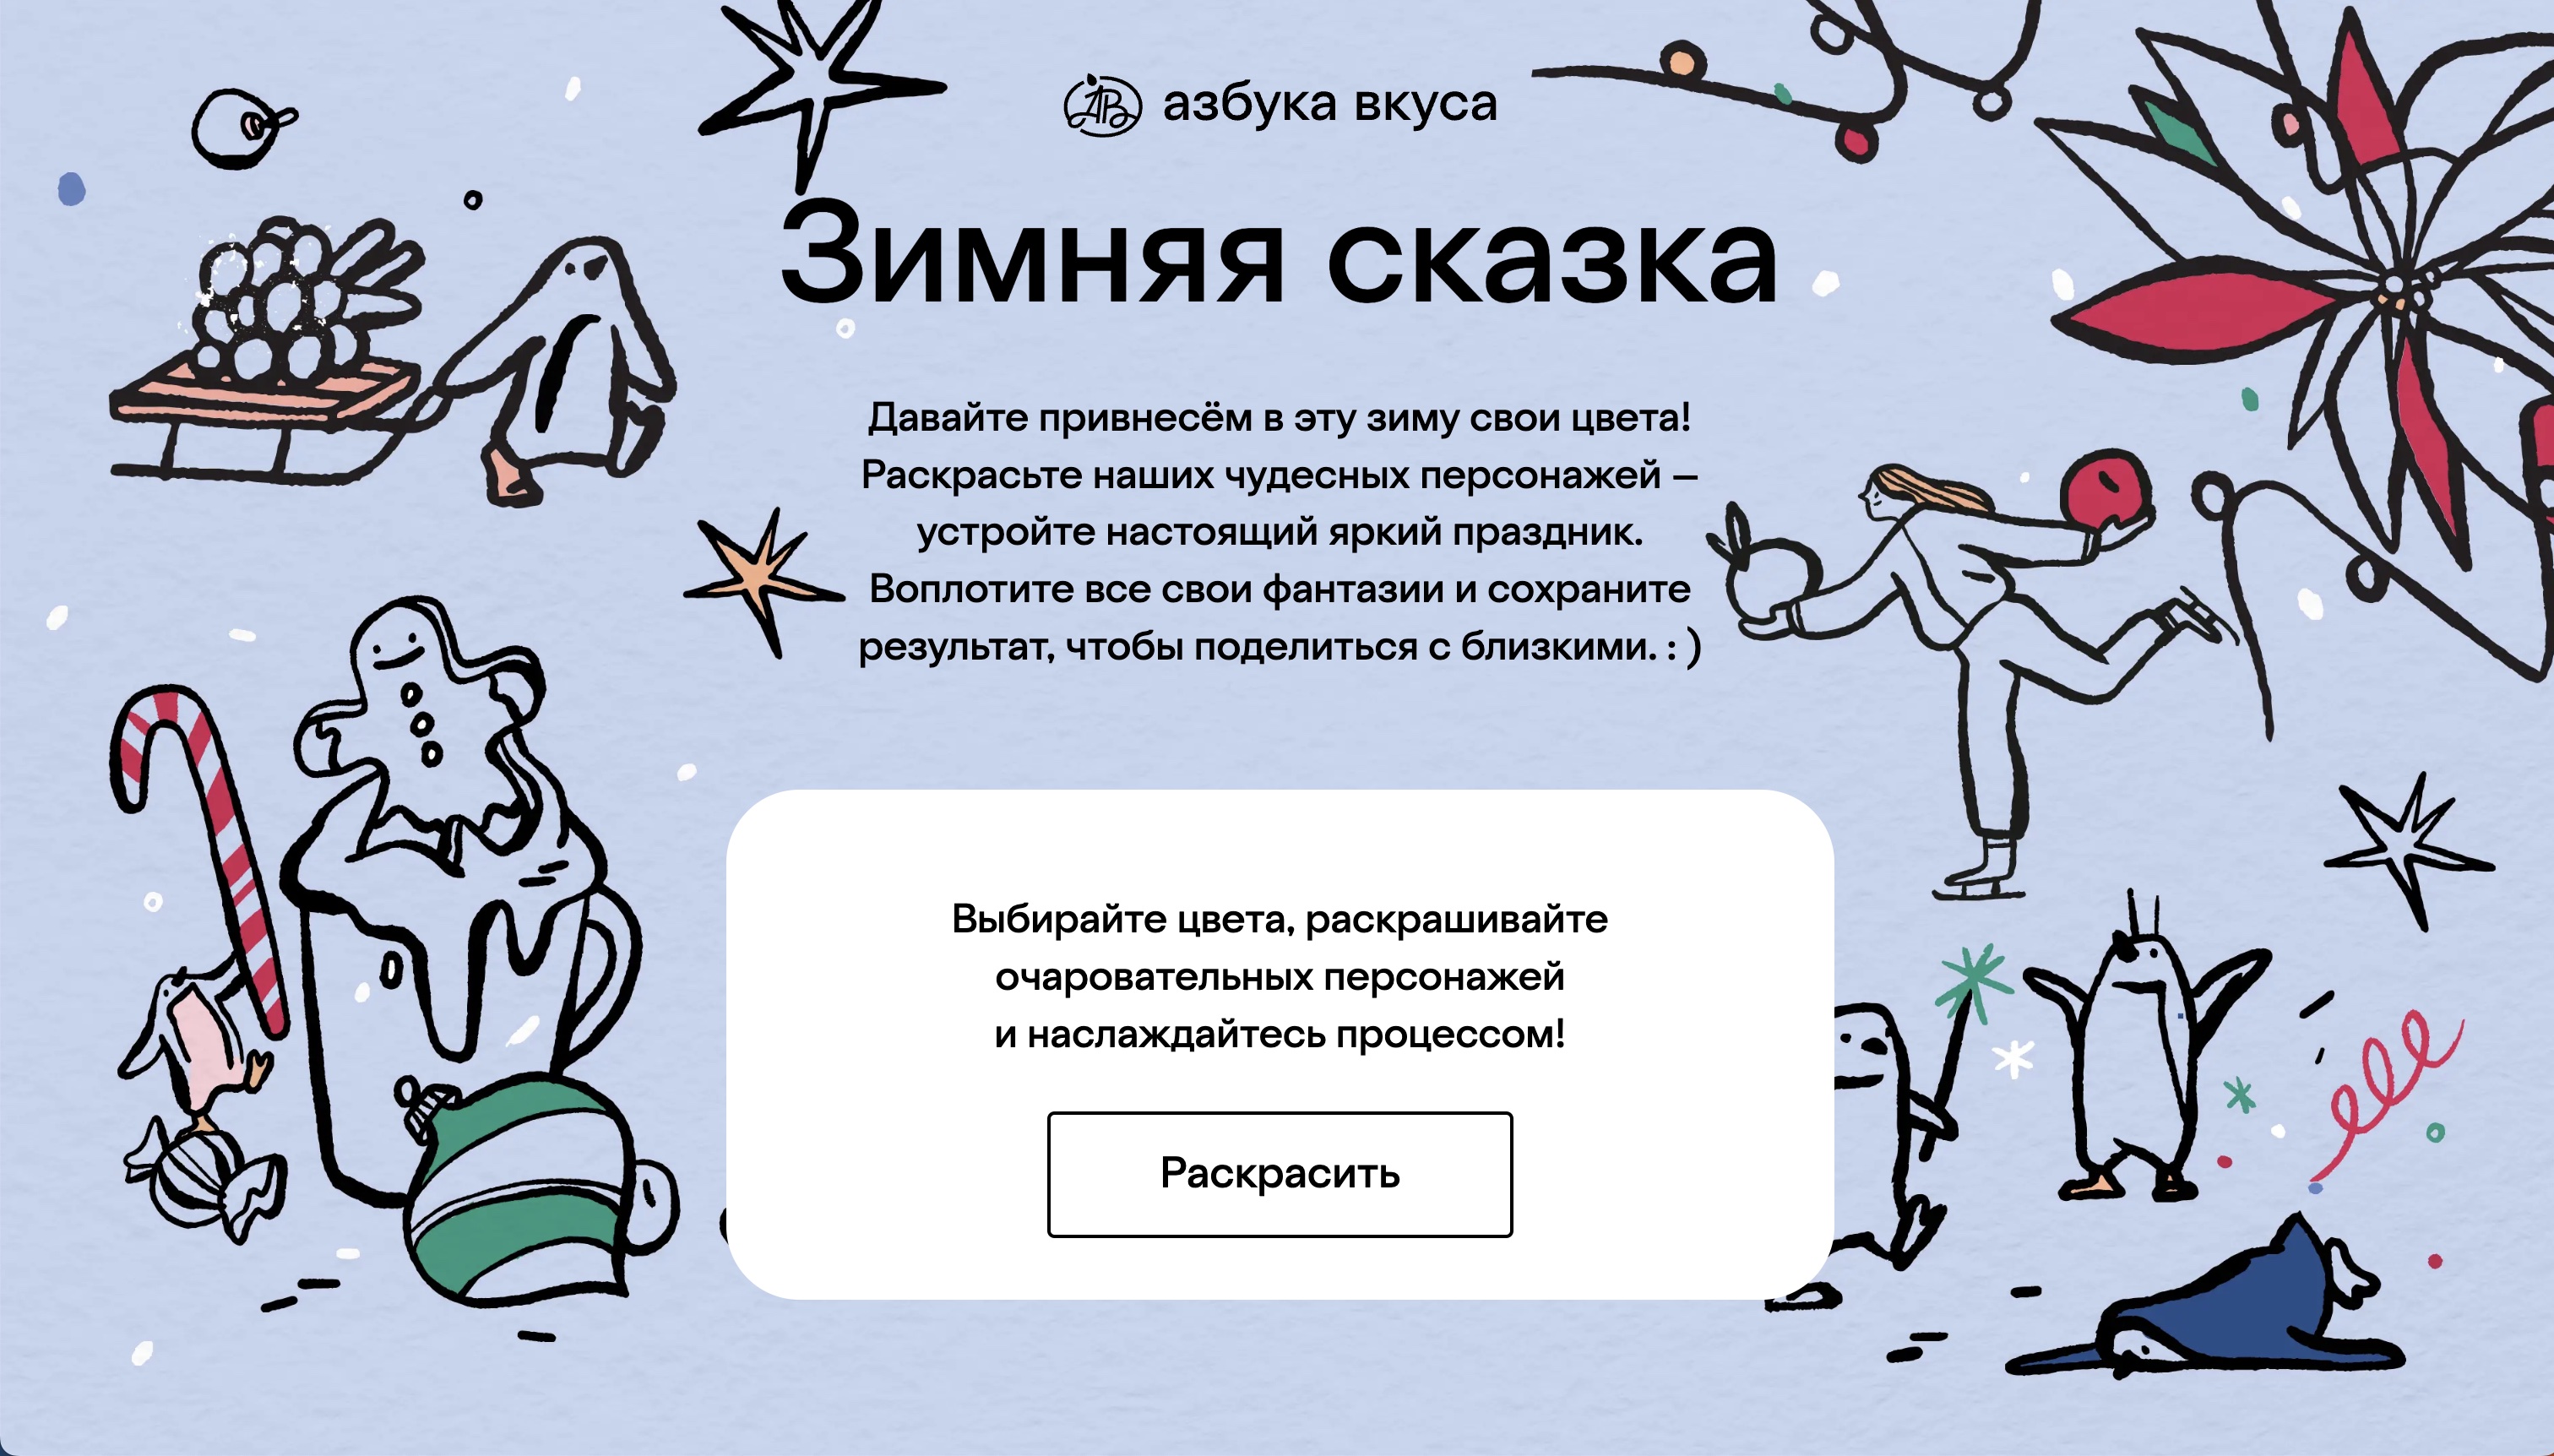 АВ азбука вкуса
Зимняя сказка
Давайте привнесём в эту зиму свои цвета!
Раскрасьте наших чудесных персонажей –
устройте настоящий яркий праздник.
Воплотите все свои фантазии и сохраните
результат, чтобы поделиться с близкими. : )
Выбирайте цвета, раскрашивайте
очаровательных персонажей
и наслаждайтесь процессом!
Раскрасить